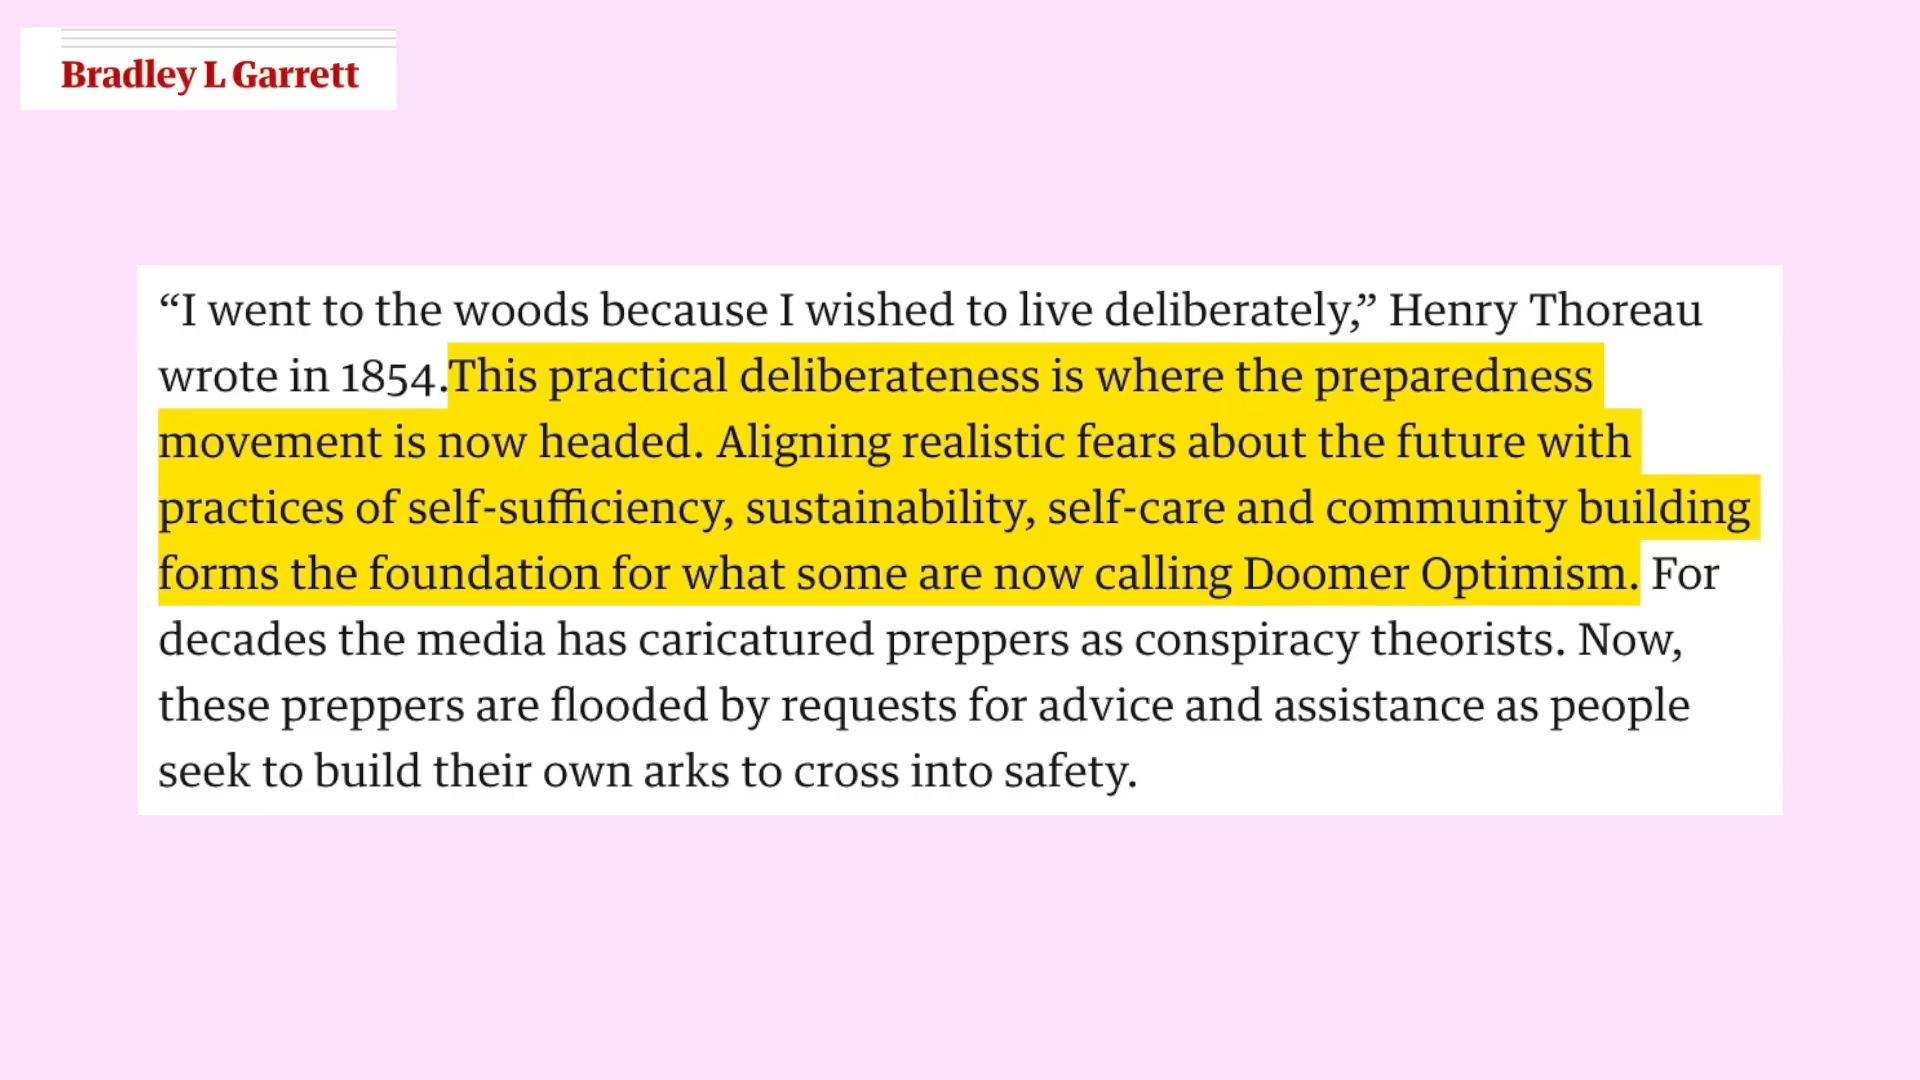 Bradley L Garrett
“I went to the woods because I wished to live deliberately,” Henry Thoreau
wrote in 1854.This practical deliberateness is where the preparedness
movement is now headed. Aligning realistic fears about the future with
practices of self-sufficiency, sustainability, self-care and community building
forms the foundation for what some are now calling Doomer Optimism. For
decades the media has caricatured preppers as conspiracy theorists. Now,
these preppers are flooded by requests for advice and assistance as people
seek to build their own arks to cross into safety.